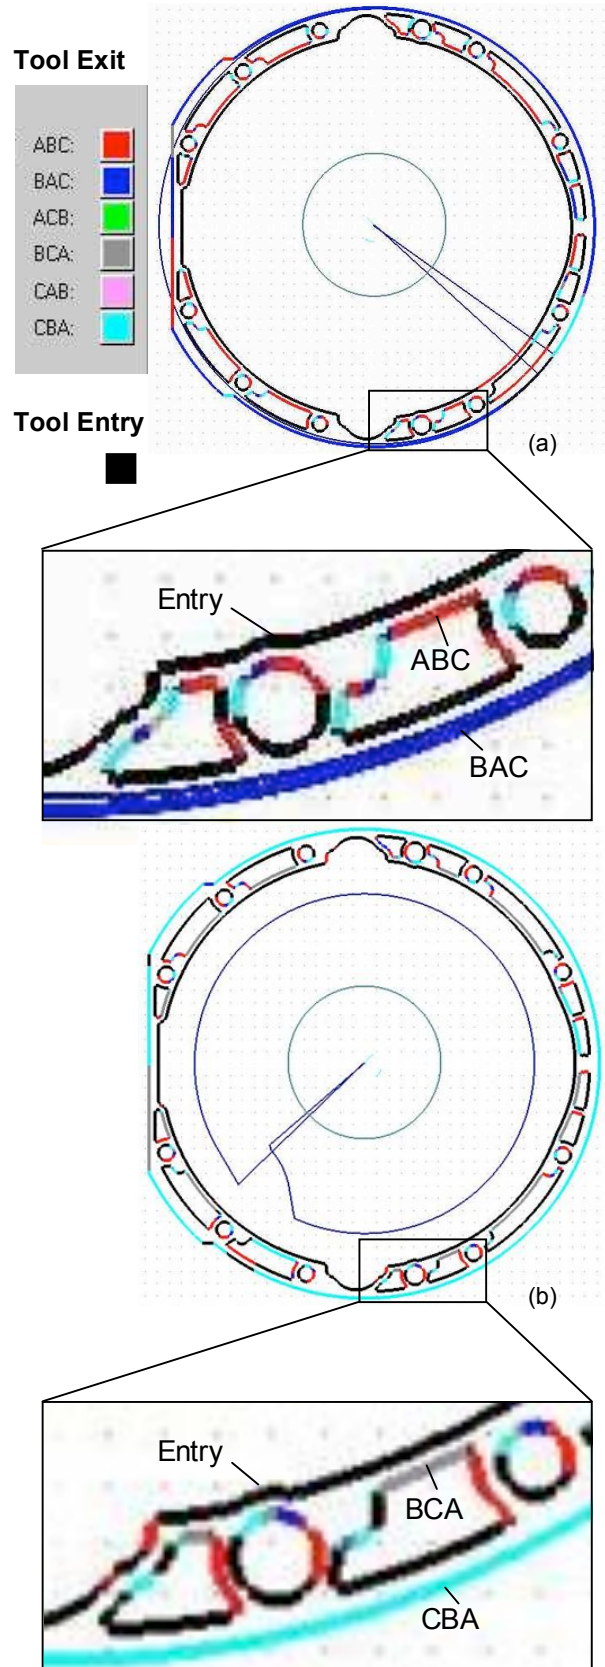 Tool Exit
ABC:
BAC:
ACB:
BCA:
CAB:
CBA:
Tool Entry
(a)
Entry
ABC
BAC
(b)
Entry
BCA
CBA